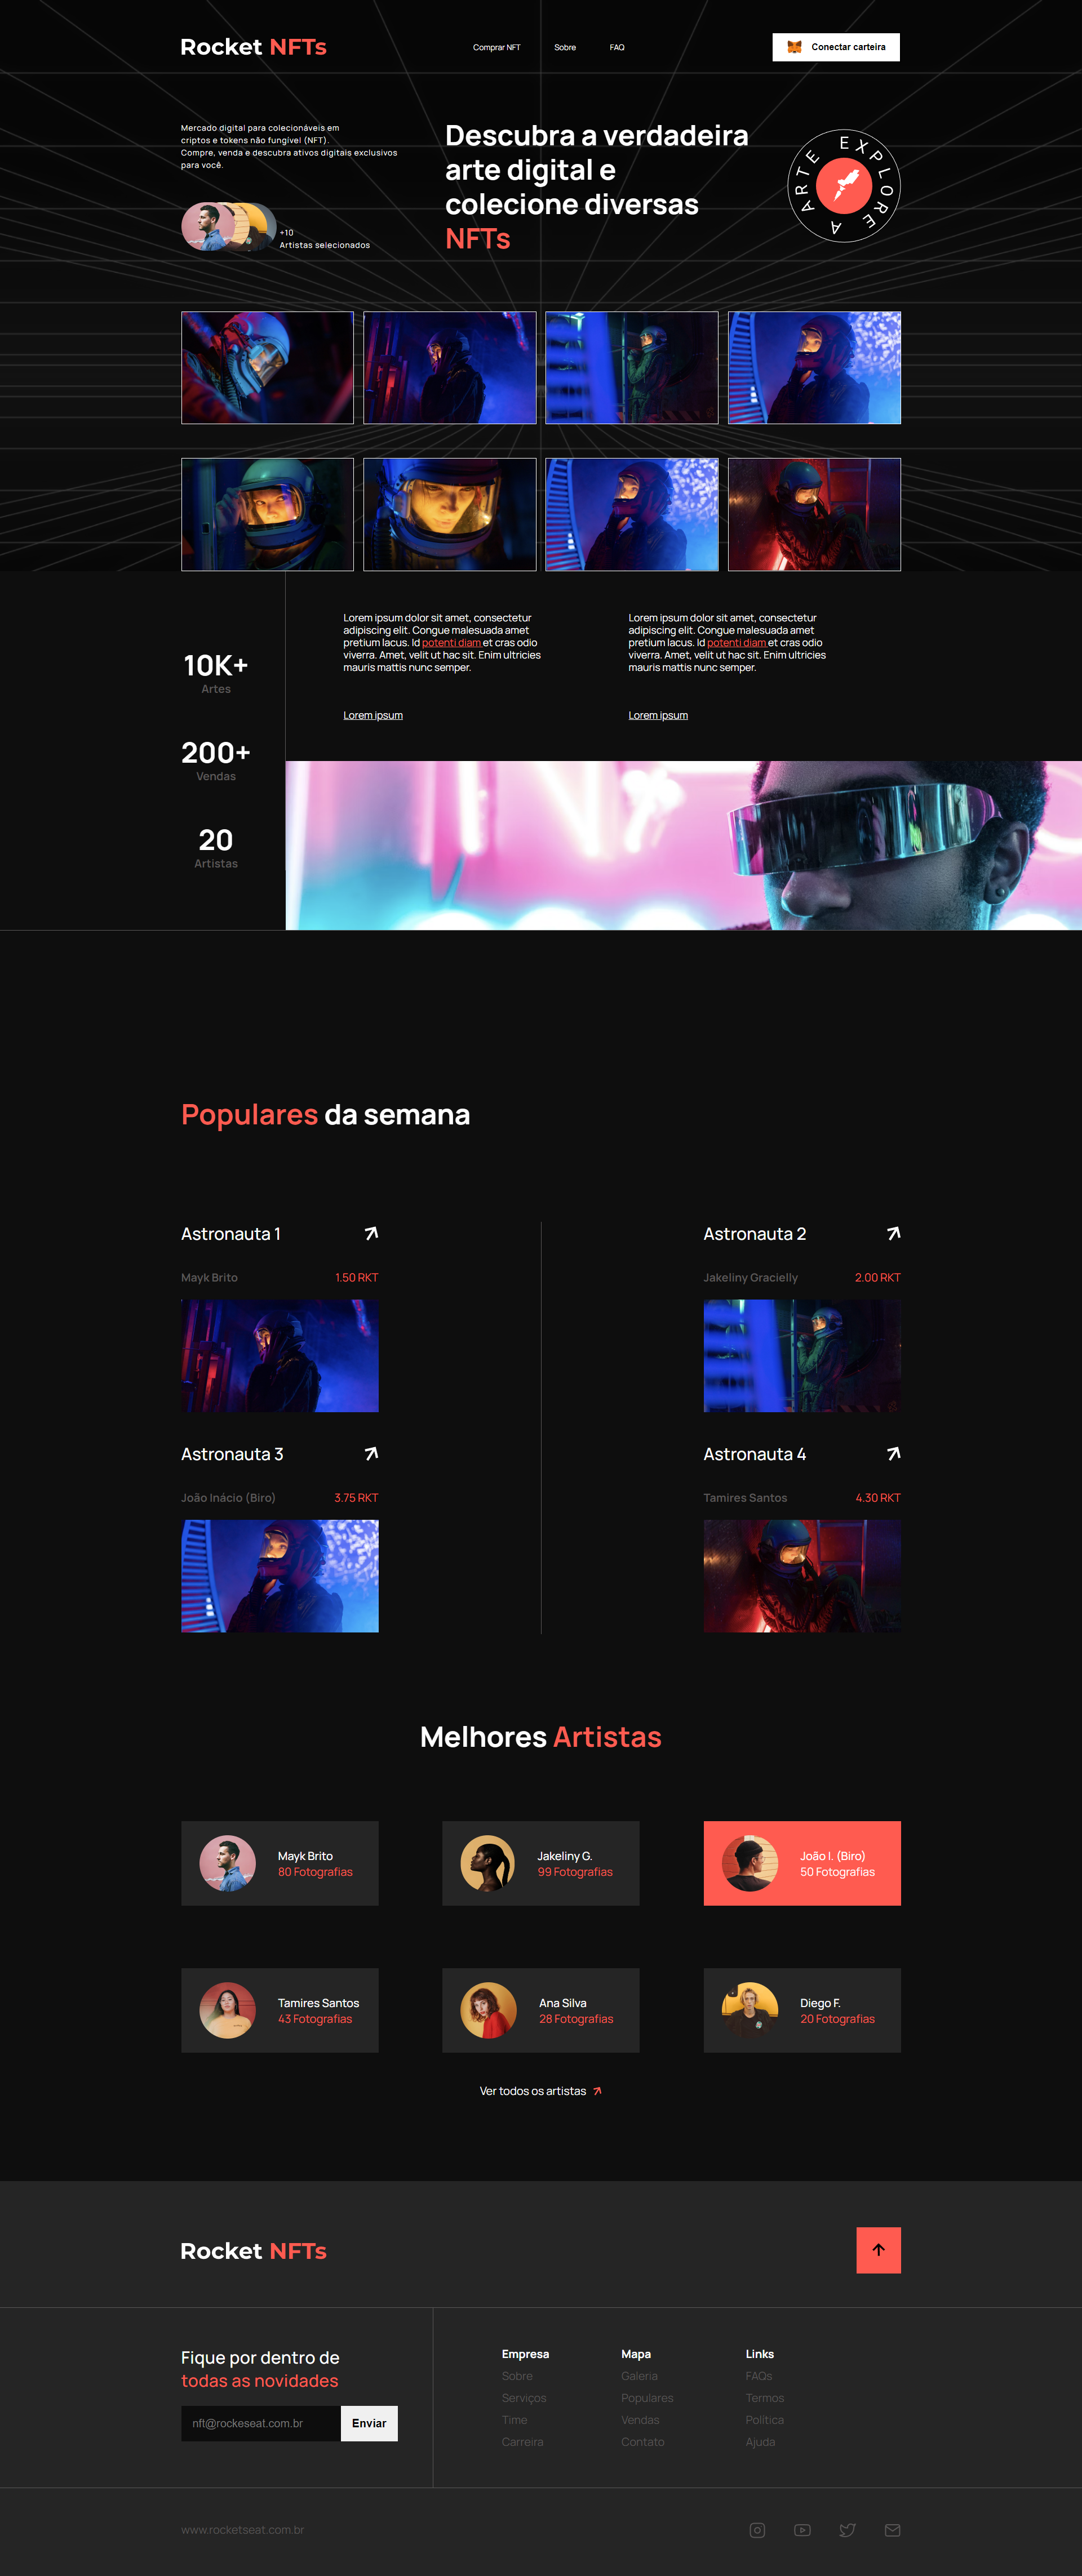 Rocket NFTs
Comprar NFT
Sobre
FAQ
Conectar carteira
Mercado digital para colecionáveis em
criptos e tokens não fungível (NFT).
Compre, venda e descubra ativos digitais exclusivos
para você.
+10
Artistas selecionados
Descubra a verdadeira
arte digital e
colecione diversas
NFTs
EXPLORE A ARTE
10K+
Artes
200+
Vendas
20
Artistas
Lorem ipsum dolor sit amet, consectetur
adipiscing elit. Congue malesuada amet
pretium lacus. Id potenti diam et cras odio
viverra. Amet, velit ut hac sit. Enim ultricies
mauris mattis nunc semper.
Lorem ipsum
Lorem ipsum dolor sit amet, consectetur
adipiscing elit. Congue malesuada amet
pretium lacus. Id potenti diam et cras odio
viverra. Amet, velit ut hac sit. Enim ultricies
mauris mattis nunc semper.
Lorem ipsum
Populares da semana
Astronauta 1
Mayk Brito
1.50 RKT
Astronauta 2
Jakeliny Gracielly
2.00 RKT
Astronauta 3
João Inácio (Biro)
3.75 RKT
Astronauta 4
Tamires Santos
4.30 RKT
Melhores Artistas
Mayk Brito
80 Fotografias
Jakeliny G.
99 Fotografias
João I. (Biro)
50 Fotografias
Tamires Santos
43 Fotografias
Ana Silva
28 Fotografias
Diego F.
20 Fotografias
Ver todos os artistas
Rocket NFTs
Fique por dentro de
todas as novidades
nft@rockeseat.com.br
Enviar
Empresa
Sobre
Serviços
Time
Carreira
Mapa
Galeria
Populares
Vendas
Contato
Links
FAQs
Termos
Política
Ajuda
www.rocketseat.com.br